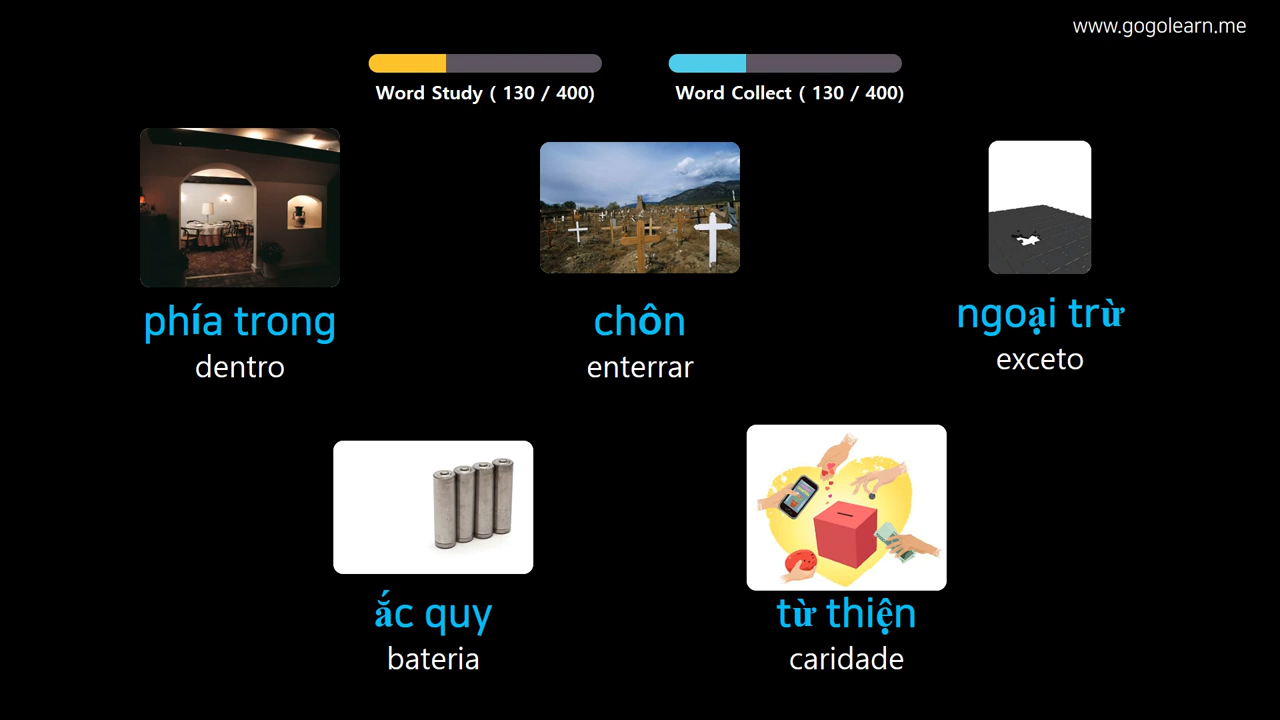 www.gogolearn.me
Word Study ( 130 / 400)
Word Collect ( 130 / 400)
phía trong
dentro
chôn
enterrar
ngoại trừ
exceto
ắc quy
bateria
từ thiện
caridade